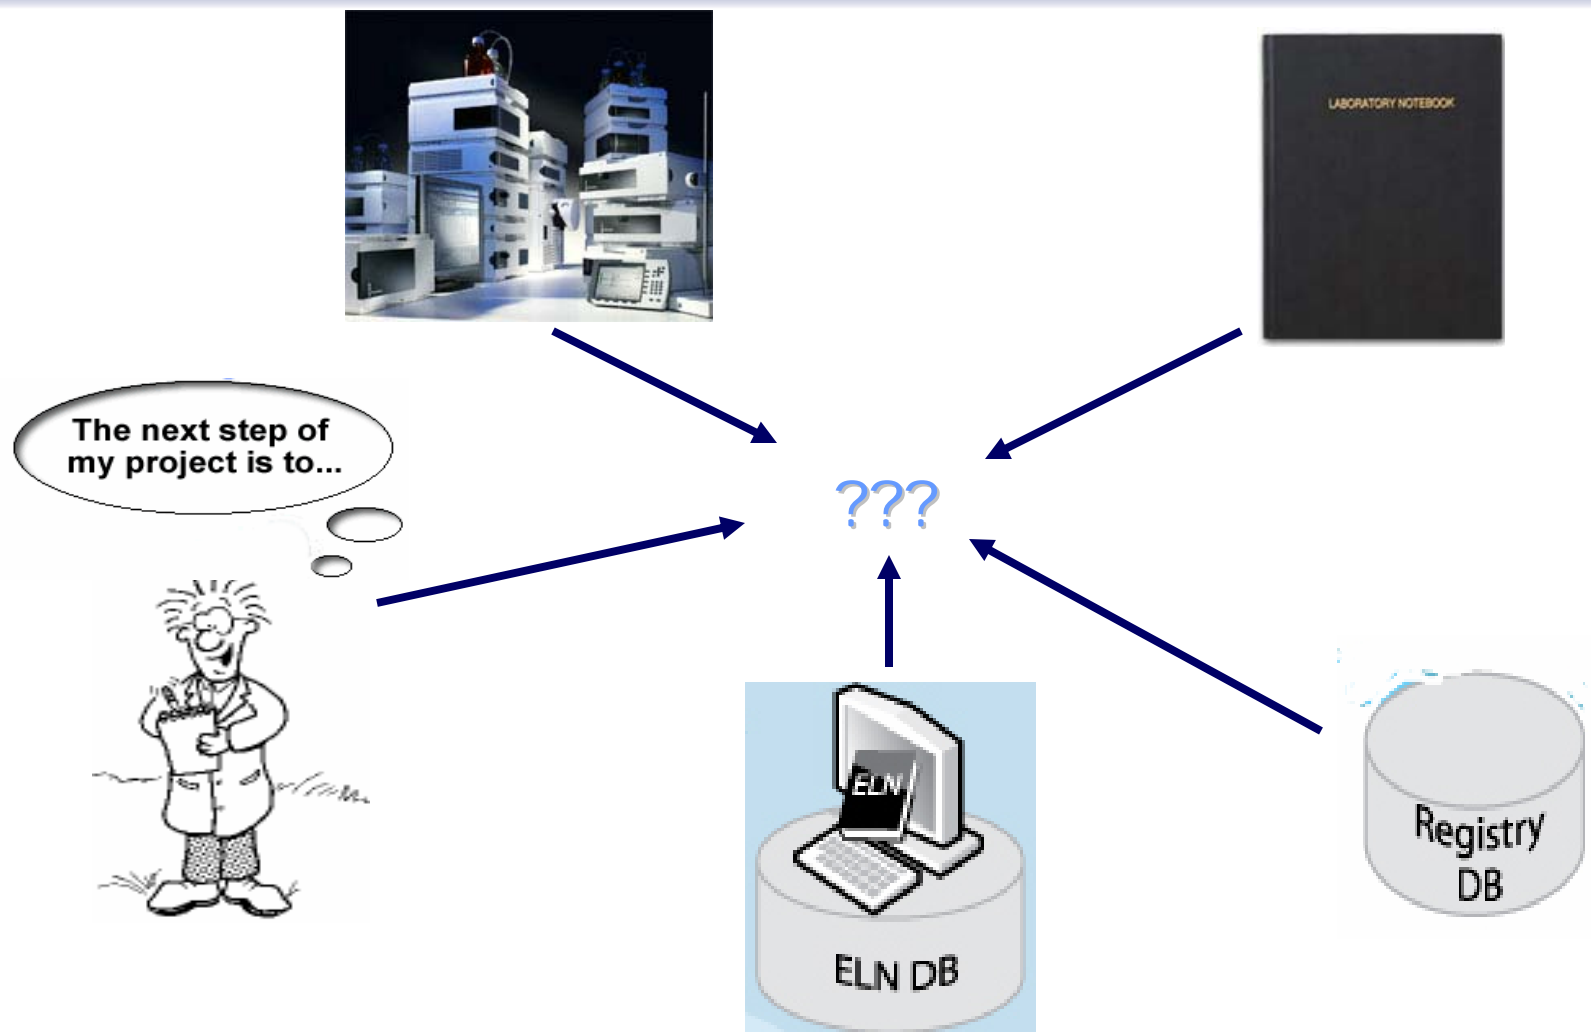 LABORATORY NOTEBOOK
The next step of
my project is to...
???
ELN
ELN DB
Registry
DB